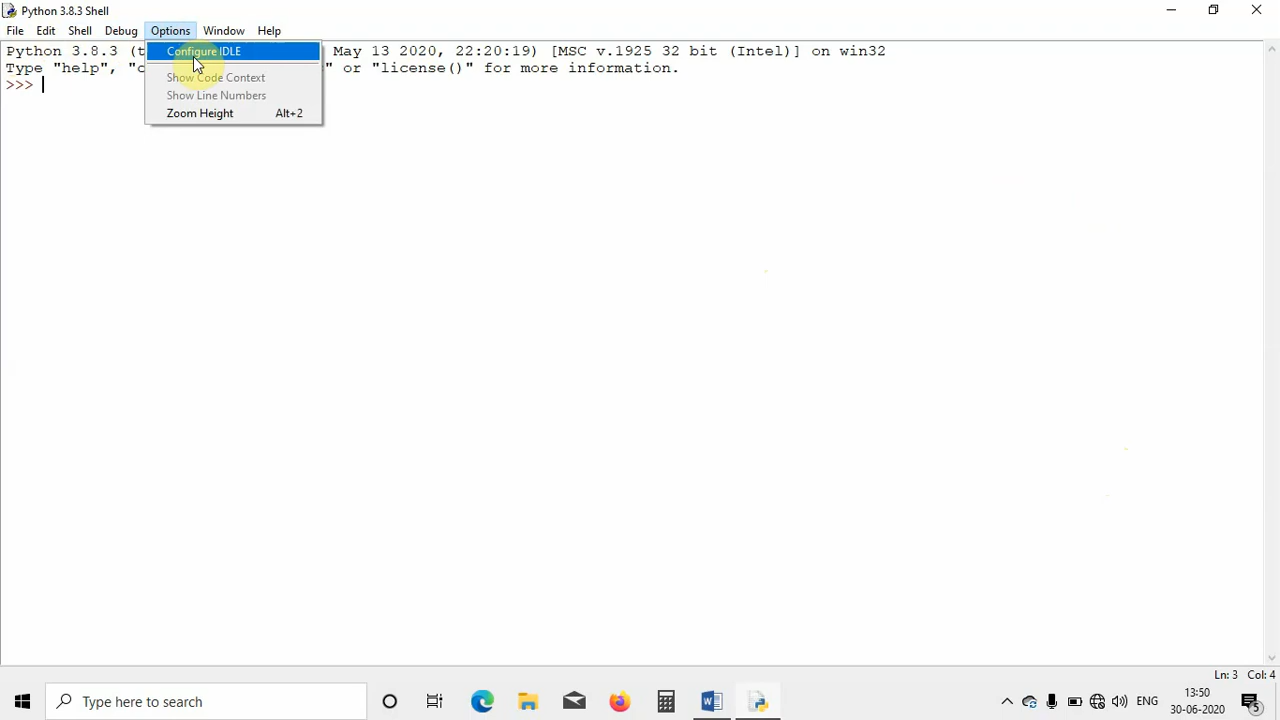 Python 3.8.3 Shell
File Edit Shell Debug Options Window Help
Python 3.8.3 (t May 13 2020, 22:20:19) [MSC v.1925 32 bit (Intel)] on win32
Type "help", "c " or "license()" for more information.
>>>
Configure IDLE
Show Code Context
Show Line Numbers
Zoom Height Alt+2
Ln: 3 Col: 4
Type here to search
ENG
13:50
30-06-2020
5